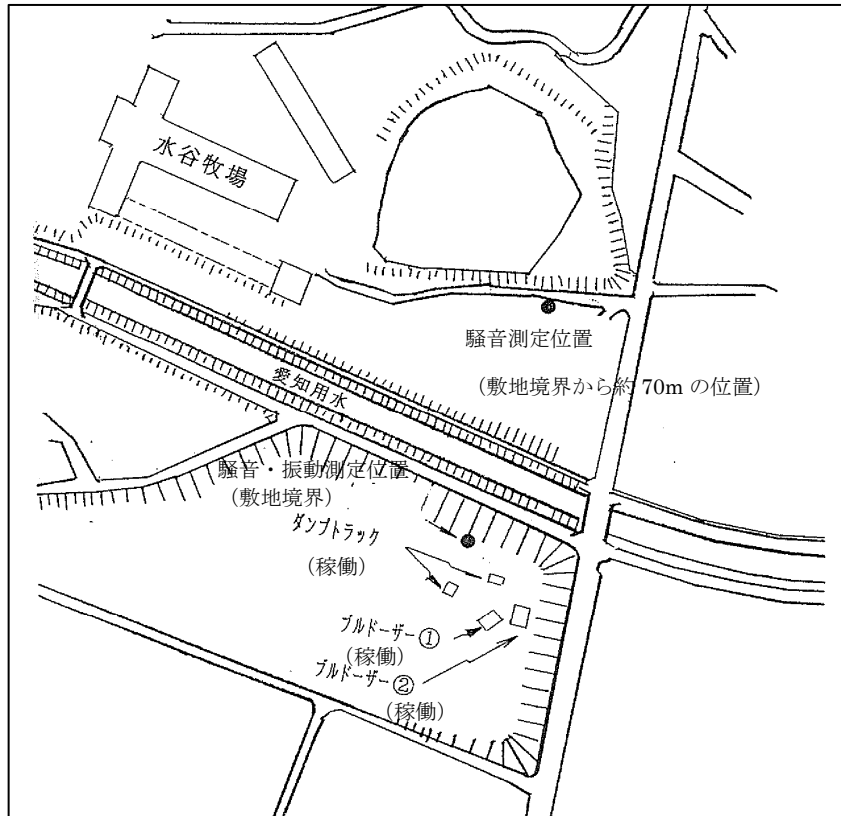 水谷牧場
騒音測定位置
(敷地境界から約 70m の位置)
愛知用水
騒音・振動測定位置
(敷地境界)
ダンプトラック
(稼働)
ブルドーザー①
(稼働)
ブルドーザー②
(稼働)